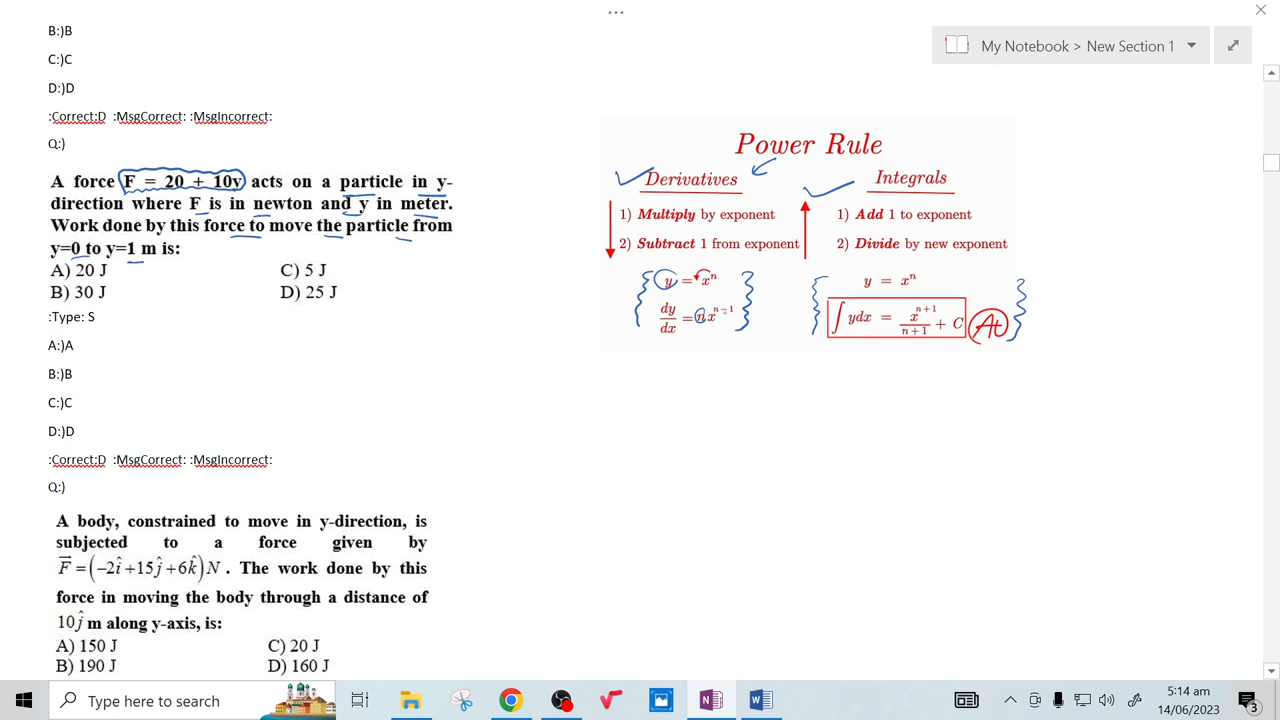 ...
My Notebook > New Section 1
B:)B
C:)C
D:)D
:Correct:D :MsgCorrect: :MsgIncorrect:
Q:)
A force F = 20 + 10y acts on a particle in y-
direction where F is in newton and y in meter.
Work done by this force to move the particle from
y=0 to y=1 m is:
A) 20 J C) 5 J
B) 30 J D) 25 J
:Type: S
A:)A
B:)B
C:)C
D:)D
:Correct:D :MsgCorrect: :MsgIncorrect:
Q:)
A body, constrained to move in y-direction, is
subjected to a force given by
F⃗ =(−2î +15ĵ +6k̂)N . The work done by this
force in moving the body through a distance of
10ĵ m along y-axis, is:
A) 150 J C) 20 J
B) 190 J D) 160 J
Power Rule
Derivatives
1) Multiply by exponent
2) Subtract 1 from exponent
y = xⁿ
dy/dx = nxⁿ⁻¹
Integrals
1) Add 1 to exponent
2) Divide by new exponent
y = xⁿ
∫ ydx = xⁿ⁺¹/n+1 + C
Type here to search
5:14 am
14/06/2023
3